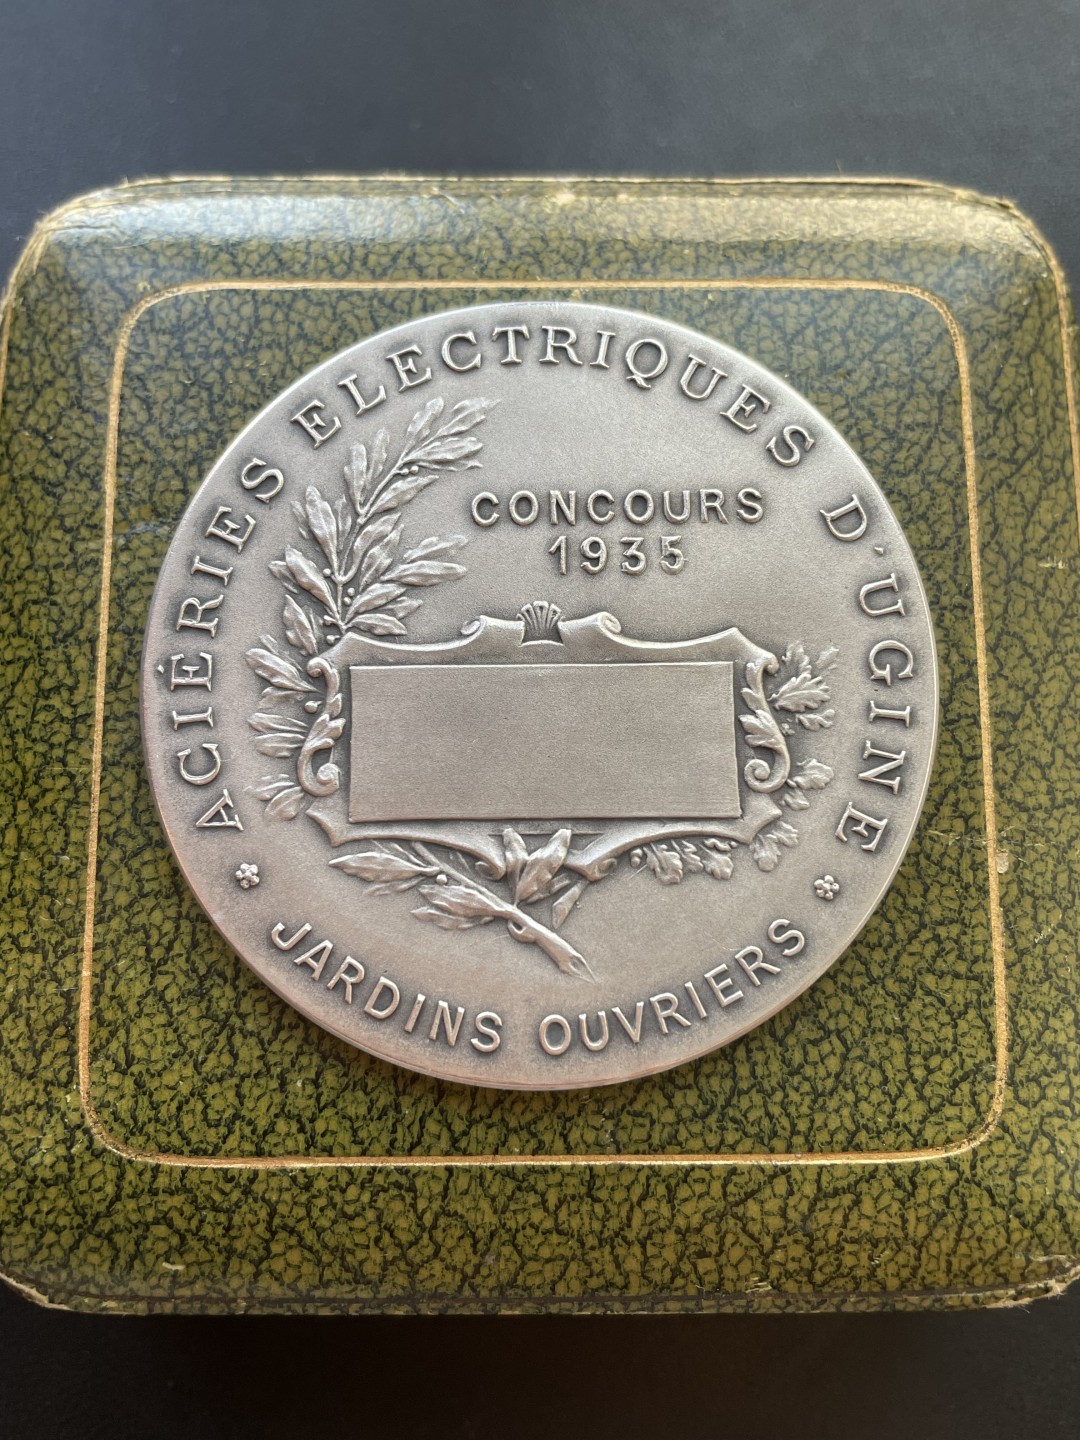 ACIÉRIES ELECTRIQUES D'UGINE
CONCOURS
1935
JARDINS OUVRIERS